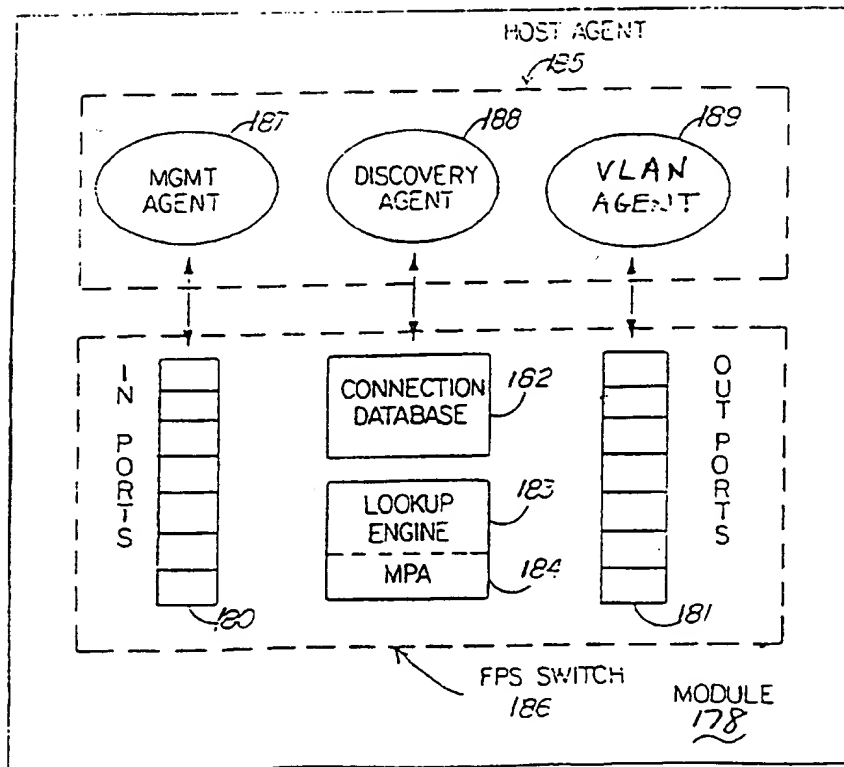 HOST AGENT
185
187
188
189
MGMT
AGENT
DISCOVERY
AGENT
VLAN
AGENT
IN PORTS
CONNECTION
DATABASE
182
OUT PORTS
LOOKUP
ENGINE
183
MPA
184
180
181
FPS SWITCH
186
MODULE
178